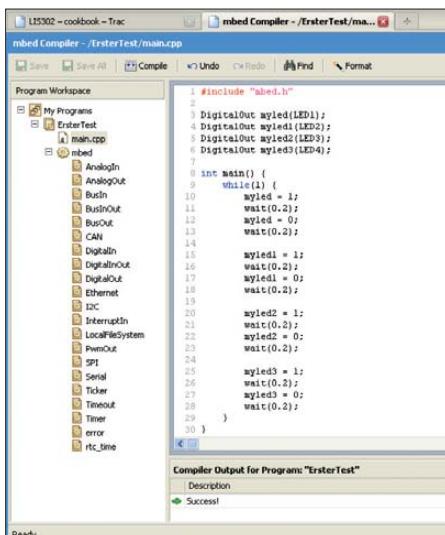 LIS302 – cookbook – Trac
mbed Compiler - /ErsterTest/ma...
mbed Compiler - /ErsterTest/main.cpp
Save Save All Compile Undo Redo Find Format
Program Workspace
My Programs
ErsterTest
main.cpp
mbed
AnalogIn
AnalogOut
BusIn
BusInOut
BusOut
CAN
DigitalIn
DigitalInOut
DigitalOut
Ethernet
I2C
InterruptIn
LocalFileSystem
PwmOut
SPI
Serial
Ticker
Timeout
Timer
error
rtc_time
1 #include "mbed.h"
2
3 DigitalOut myled(LED1);
4 DigitalOut myled1(LED2);
5 DigitalOut myled2(LED3);
6 DigitalOut myled3(LED4);
7
8 int main() {
9 while(1) {
10 myled = 1;
11 wait(0.2);
12 myled = 0;
13 wait(0.2);
14
15 myled1 = 1;
16 wait(0.2);
17 myled1 = 0;
18 wait(0.2);
19
20 myled2 = 1;
21 wait(0.2);
22 myled2 = 0;
23 wait(0.2);
24
25 myled3 = 1;
26 wait(0.2);
27 myled3 = 0;
28 wait(0.2);
29 }
30 }
Compiler Output for Program: "ErsterTest"
Description
Success!
Ready